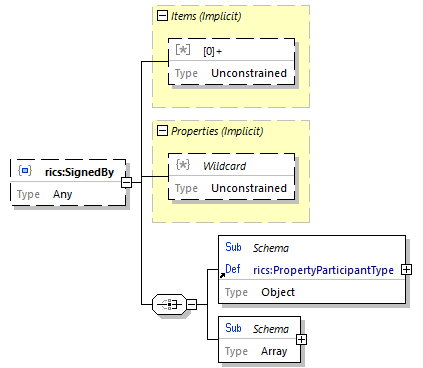 Items (Implicit)
[0]+
Type Unconstrained
Properties (Implicit)
Wildcard
Type Unconstrained
rics:SignedBy
Type Any
Sub Schema
Def rics:PropertyParticipantType
Type Object
Sub Schema
Type Array